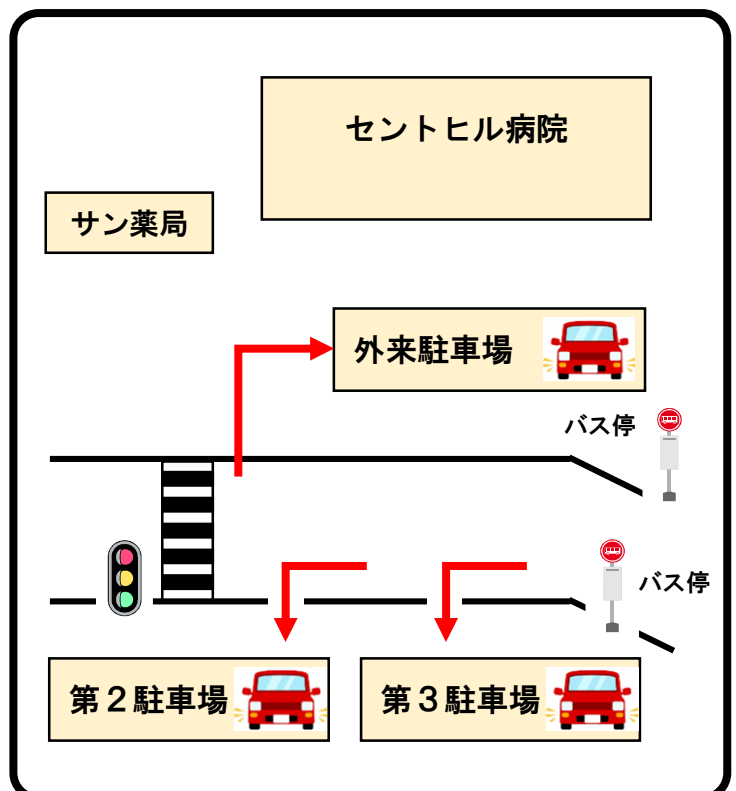 セントヒル病院
サン薬局
外来駐車場
バス停
バス停
第２駐車場
第３駐車場